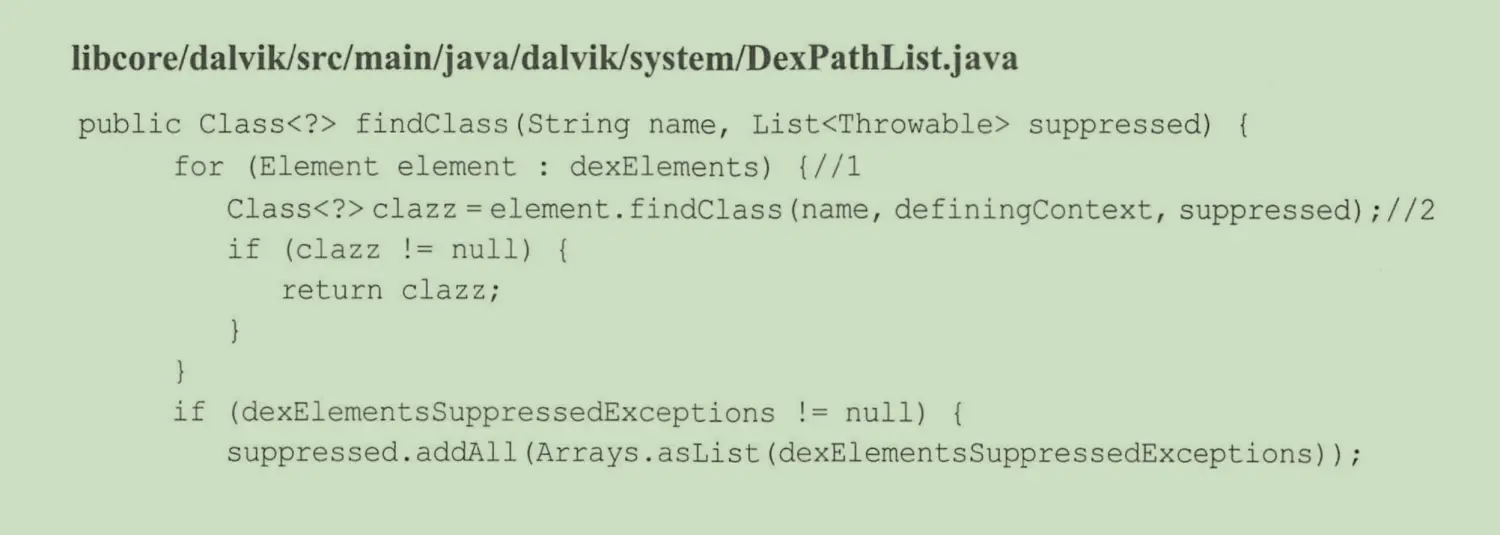 libcore/dalvik/src/main/java/dalvik/system/DexPathList.java
public Class<?> findClass(String name, List<Throwable> suppressed) {
for (Element element : dexElements) {//1
Class<?> clazz = element.findClass(name, definingContext, suppressed);//2
if (clazz != null) {
return clazz;
}
}
if (dexElementsSuppressedExceptions != null) {
suppressed.addAll(Arrays.asList(dexElementsSuppressedExceptions));